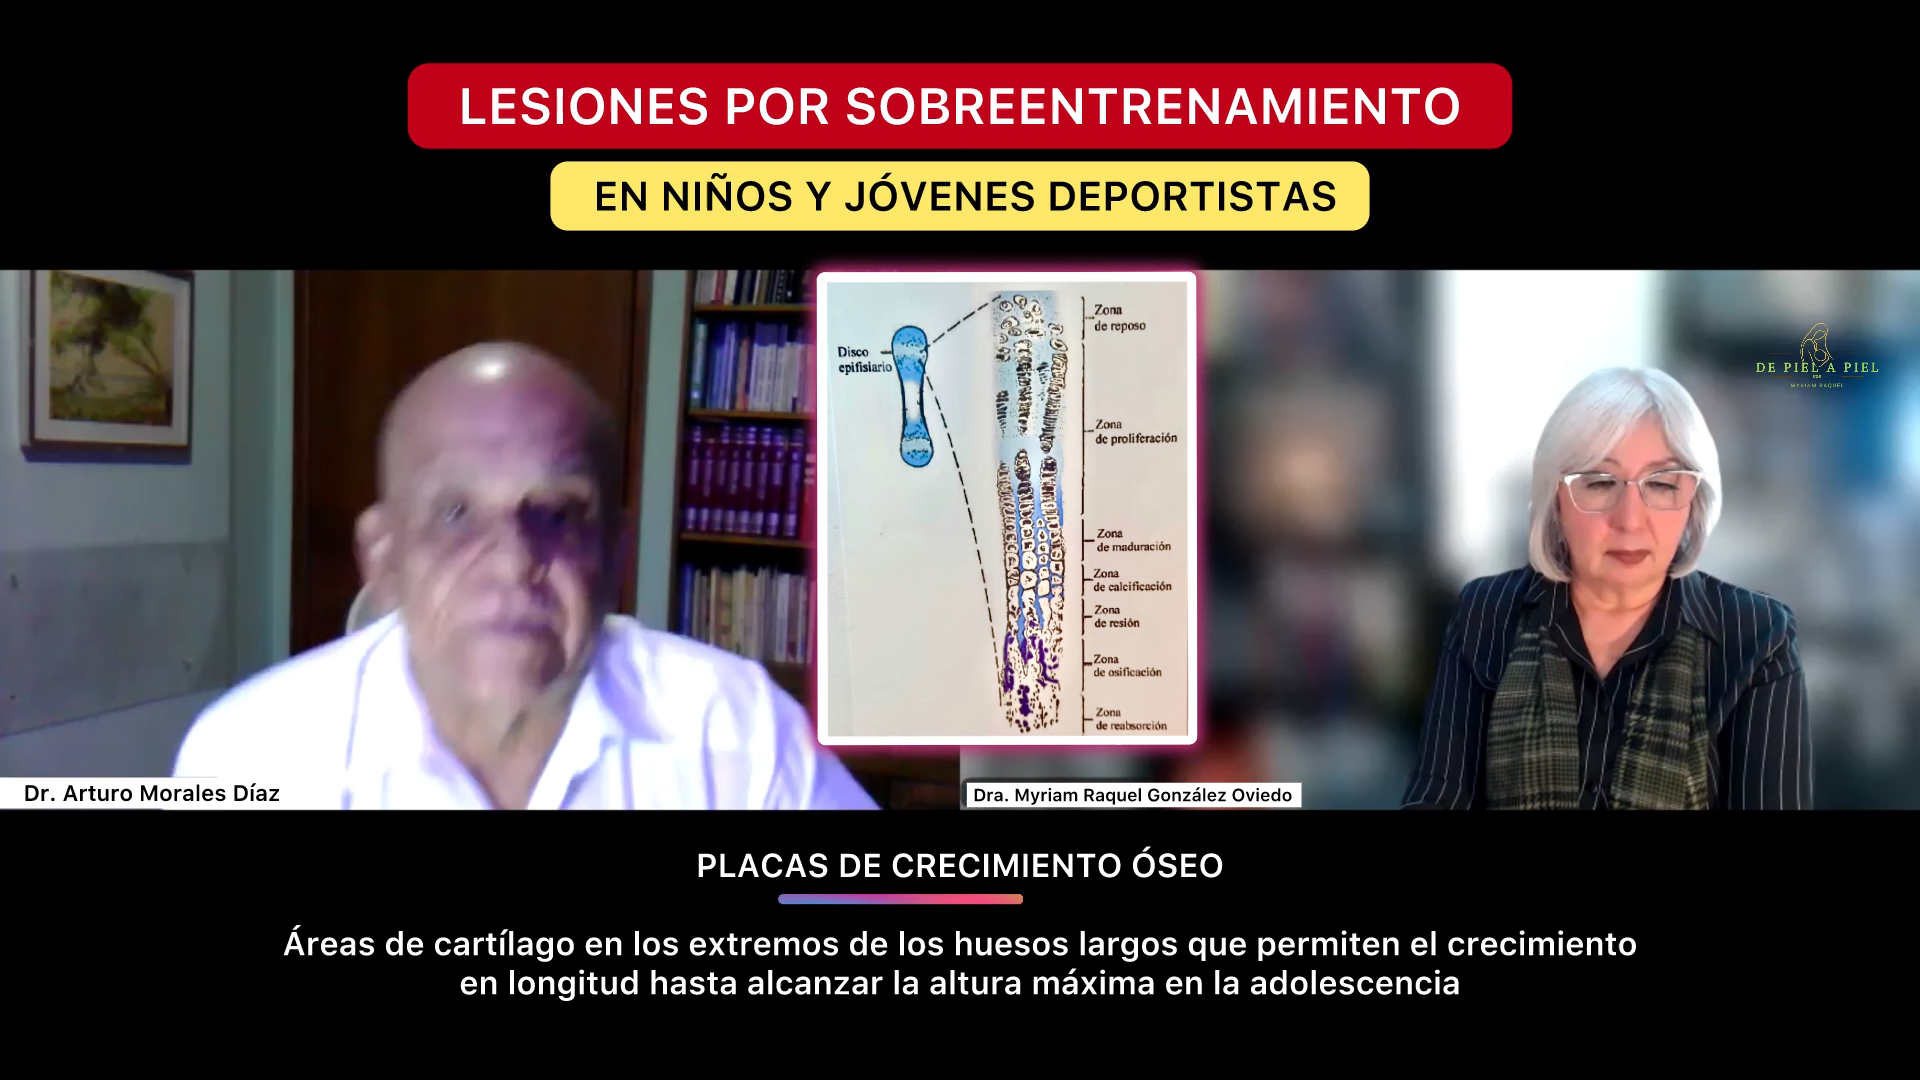 LESIONES POR SOBREENTRENAMIENTO
EN NIÑOS Y JÓVENES DEPORTISTAS
Disco
epifisiario
Zona
de reposo
Zona
de proliferación
Zona
de maduración
Zona
de calcificación
Zona
de resión
Zona
de osificación
Zona
de reabsorción
DE PIEL A PIEL
MYRIAM RAQUEL
Dr. Arturo Morales Díaz
Dra. Myriam Raquel González Oviedo
PLACAS DE CRECIMIENTO ÓSEO
Áreas de cartílago en los extremos de los huesos largos que permiten el crecimiento
en longitud hasta alcanzar la altura máxima en la adolescencia